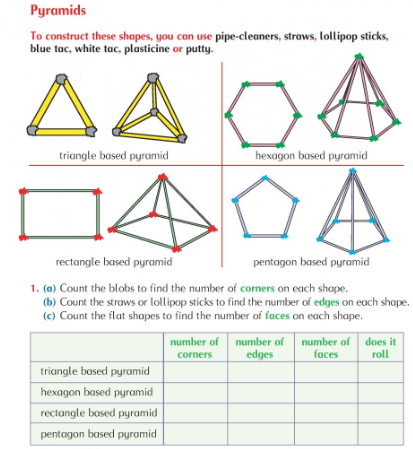 Pyramids
To construct these shapes, you can use pipe-cleaners, straws, lollipop sticks,
blue tac, white tac, plasticine or putty.
triangle based pyramid
hexagon based pyramid
rectangle based pyramid
pentagon based pyramid
1. (a) Count the blobs to find the number of corners on each shape.
(b) Count the straws or lollipop sticks to find the number of edges on each shape.
(c) Count the flat shapes to find the number of faces on each shape.
number of corners
number of edges
number of faces
does it roll
triangle based pyramid
hexagon based pyramid
rectangle based pyramid
pentagon based pyramid